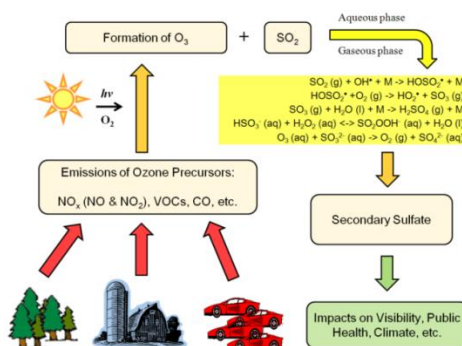 Formation of O₃
+
SO₂
Aqueous phase
Gaseous phase
hν
O₂
SO₂ (g) + OH• + M -> HOSO₂• + M
HOSO₂• +O₂ (g) -> HO₂• + SO₃ (g)
SO₃ (g) + H₂O (l) + M -> H₂SO₄ (g) + M
HSO₃⁻ (aq) + H₂O₂ (aq) <-> SO₂OOH⁻ (aq) + H₂O (l)
O₃ (aq) + SO₃²⁻ (aq) -> O₂ (g) + SO₄²⁻ (aq)
Emissions of Ozone Precursors:
NOₓ (NO & NO₂), VOCs, CO, etc.
Secondary Sulfate
Impacts on Visibility, Public
Health, Climate, etc.